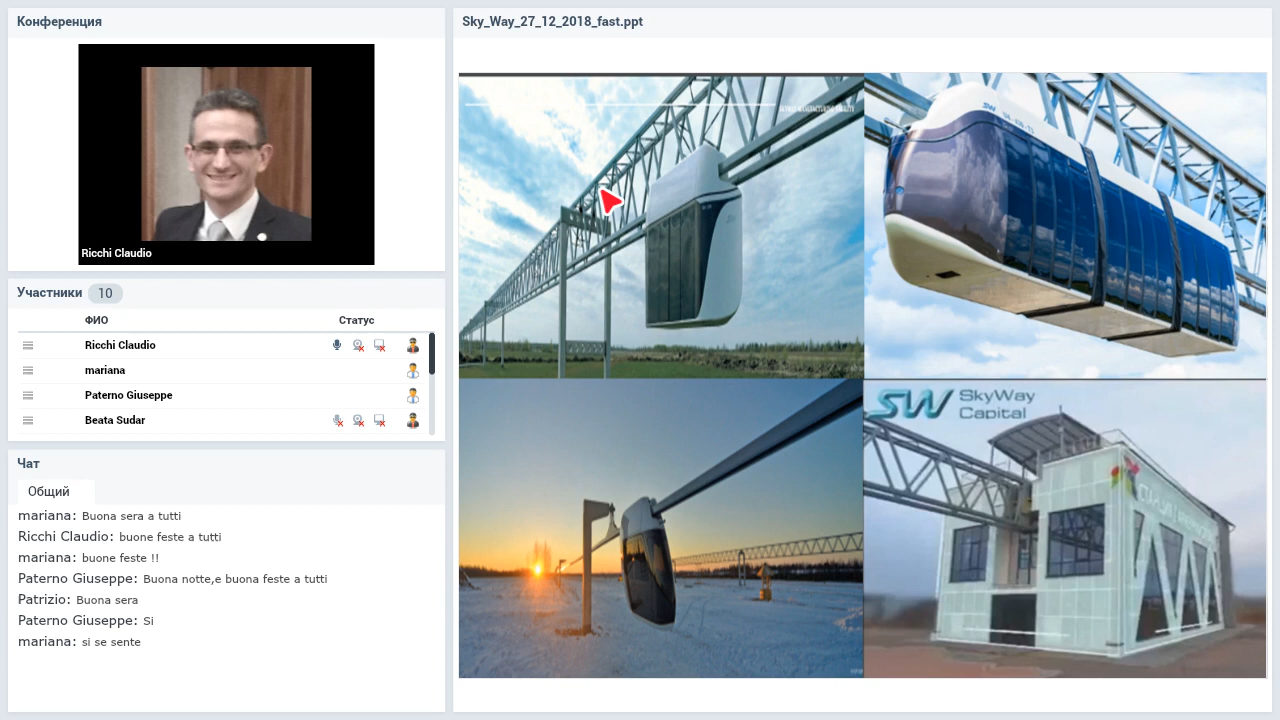 Конференция
Ricchi Claudio
Участники 10
ФИО Статус
Ricchi Claudio
mariana
Paterno Giuseppe
Beata Sudar
Чат
Общий
mariana: Buona sera a tutti
Ricchi Claudio: buone feste a tutti
mariana: buone feste !!
Paterno Giuseppe: Buona notte,e buona feste a tutti
Patrizio: Buona sera
Paterno Giuseppe: Si
mariana: si se sente
Sky_Way_27_12_2018_fast.ppt
SW
SW SkyWay
Capital